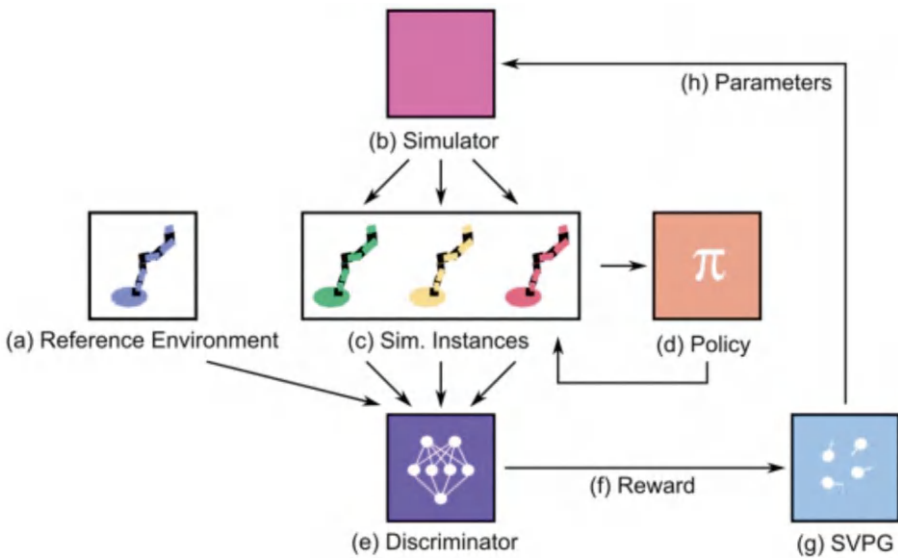 (h) Parameters
(b) Simulator
π
(a) Reference Environment
(c) Sim. Instances
(d) Policy
(f) Reward
(e) Discriminator
(g) SVPG